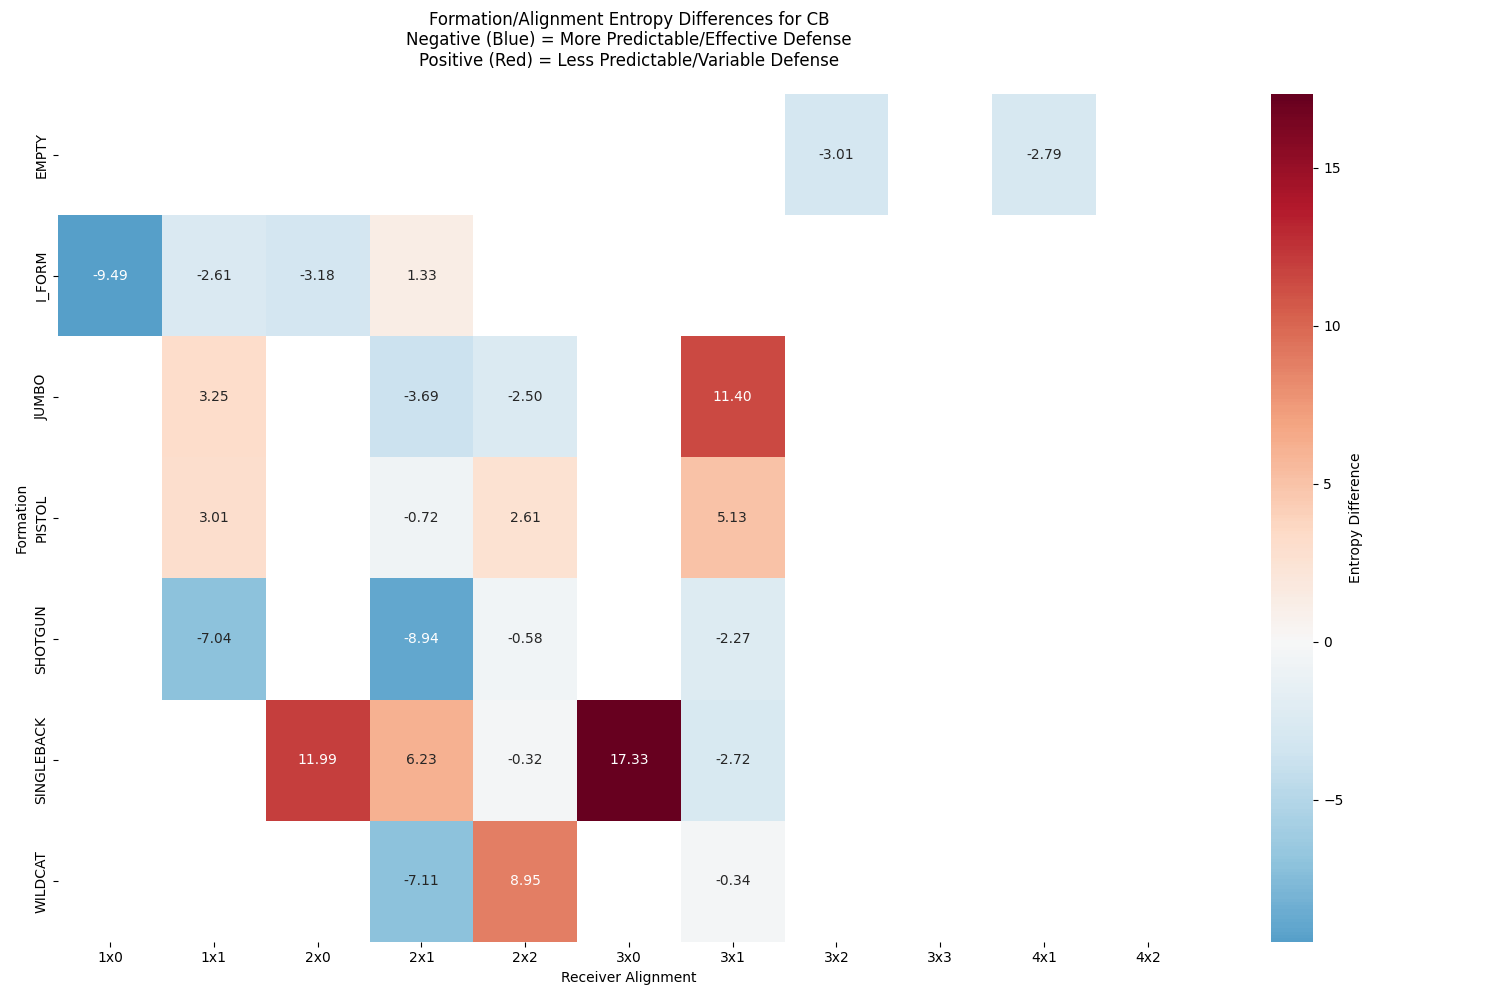 Formation/Alignment Entropy Differences for CB
Negative (Blue) = More Predictable/Effective Defense
Positive (Red) = Less Predictable/Variable Defense
Formation
EMPTY
-3.01
-2.79
I_FORM
-9.49
-2.61
-3.18
1.33
JUMBO
3.25
-3.69
-2.50
11.40
PISTOL
3.01
-0.72
2.61
5.13
SHOTGUN
-7.04
-8.94
-0.58
-2.27
SINGLEBACK
11.99
6.23
-0.32
17.33
-2.72
WILDCAT
-7.11
8.95
-0.34
1x0
1x1
2x0
2x1
2x2
3x0
3x1
3x2
3x3
4x1
4x2
Receiver Alignment
15
10
5
0
−5
Entropy Difference